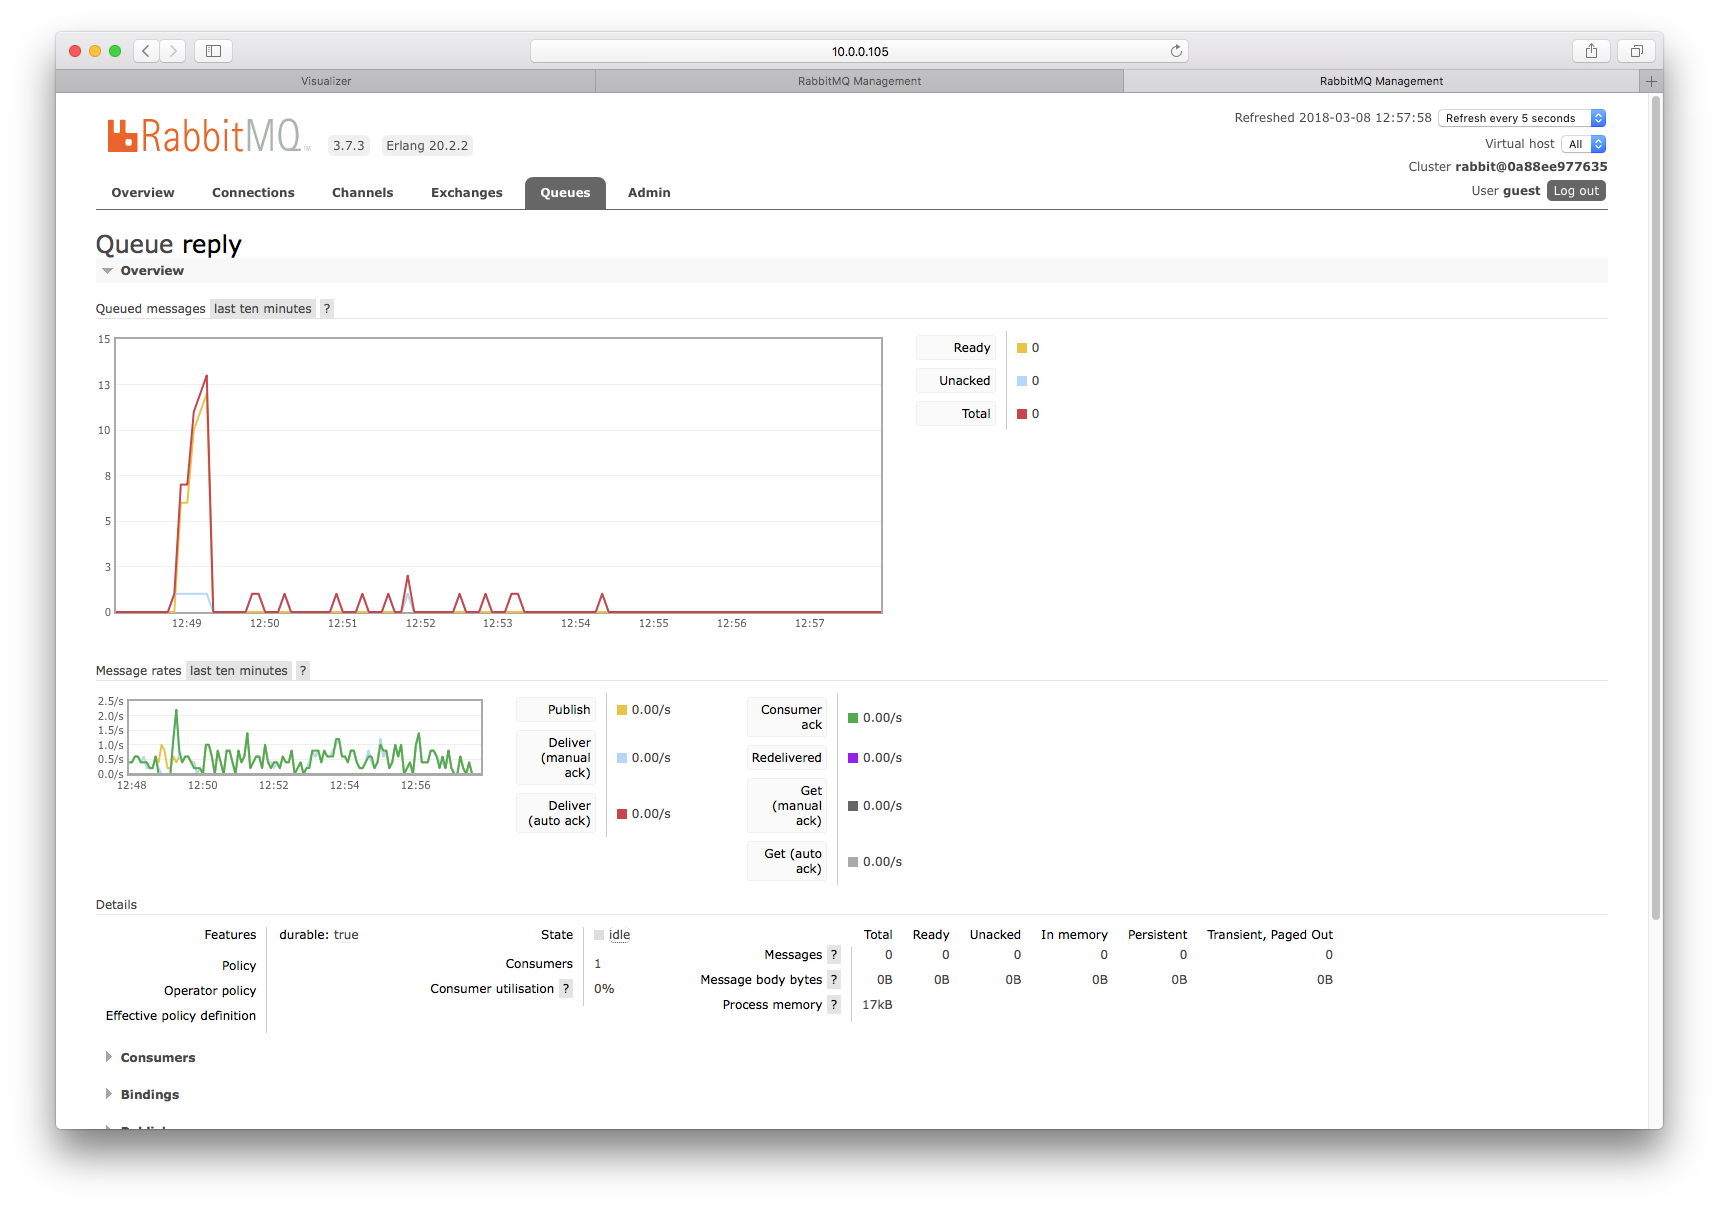 10.0.0.105
Visualizer
RabbitMQ Management
RabbitMQ Management
RabbitMQ TM
3.7.3
Erlang 20.2.2
Refreshed 2018-03-08 12:57:58
Refresh every 5 seconds
Virtual host All
Cluster rabbit@0a88ee977635
User guest Log out
Overview Connections Channels Exchanges Queues Admin
Queue reply
Overview
Queued messages last ten minutes ?
15
13
10
8
5
3
0
12:49 12:50 12:51 12:52 12:53 12:54 12:55 12:56 12:57
Ready 0
Unacked 0
Total 0
Message rates last ten minutes ?
2.5/s
2.0/s
1.5/s
1.0/s
0.5/s
0.0/s
12:48 12:50 12:52 12:54 12:56
Publish 0.00/s
Deliver
(manual 0.00/s
ack)
Deliver
(auto ack) 0.00/s
Consumer
ack 0.00/s
Redelivered 0.00/s
Get
(manual 0.00/s
ack)
Get (auto
ack) 0.00/s
Details
Features durable: true
Policy
Operator policy
Effective policy definition
State idle
Consumers 1
Consumer utilisation ? 0%
Total Ready Unacked In memory Persistent Transient, Paged Out
Messages ? 0 0 0 0 0 0
Message body bytes ? 0B 0B 0B 0B 0B 0B
Process memory ? 17kB
Consumers
Bindings